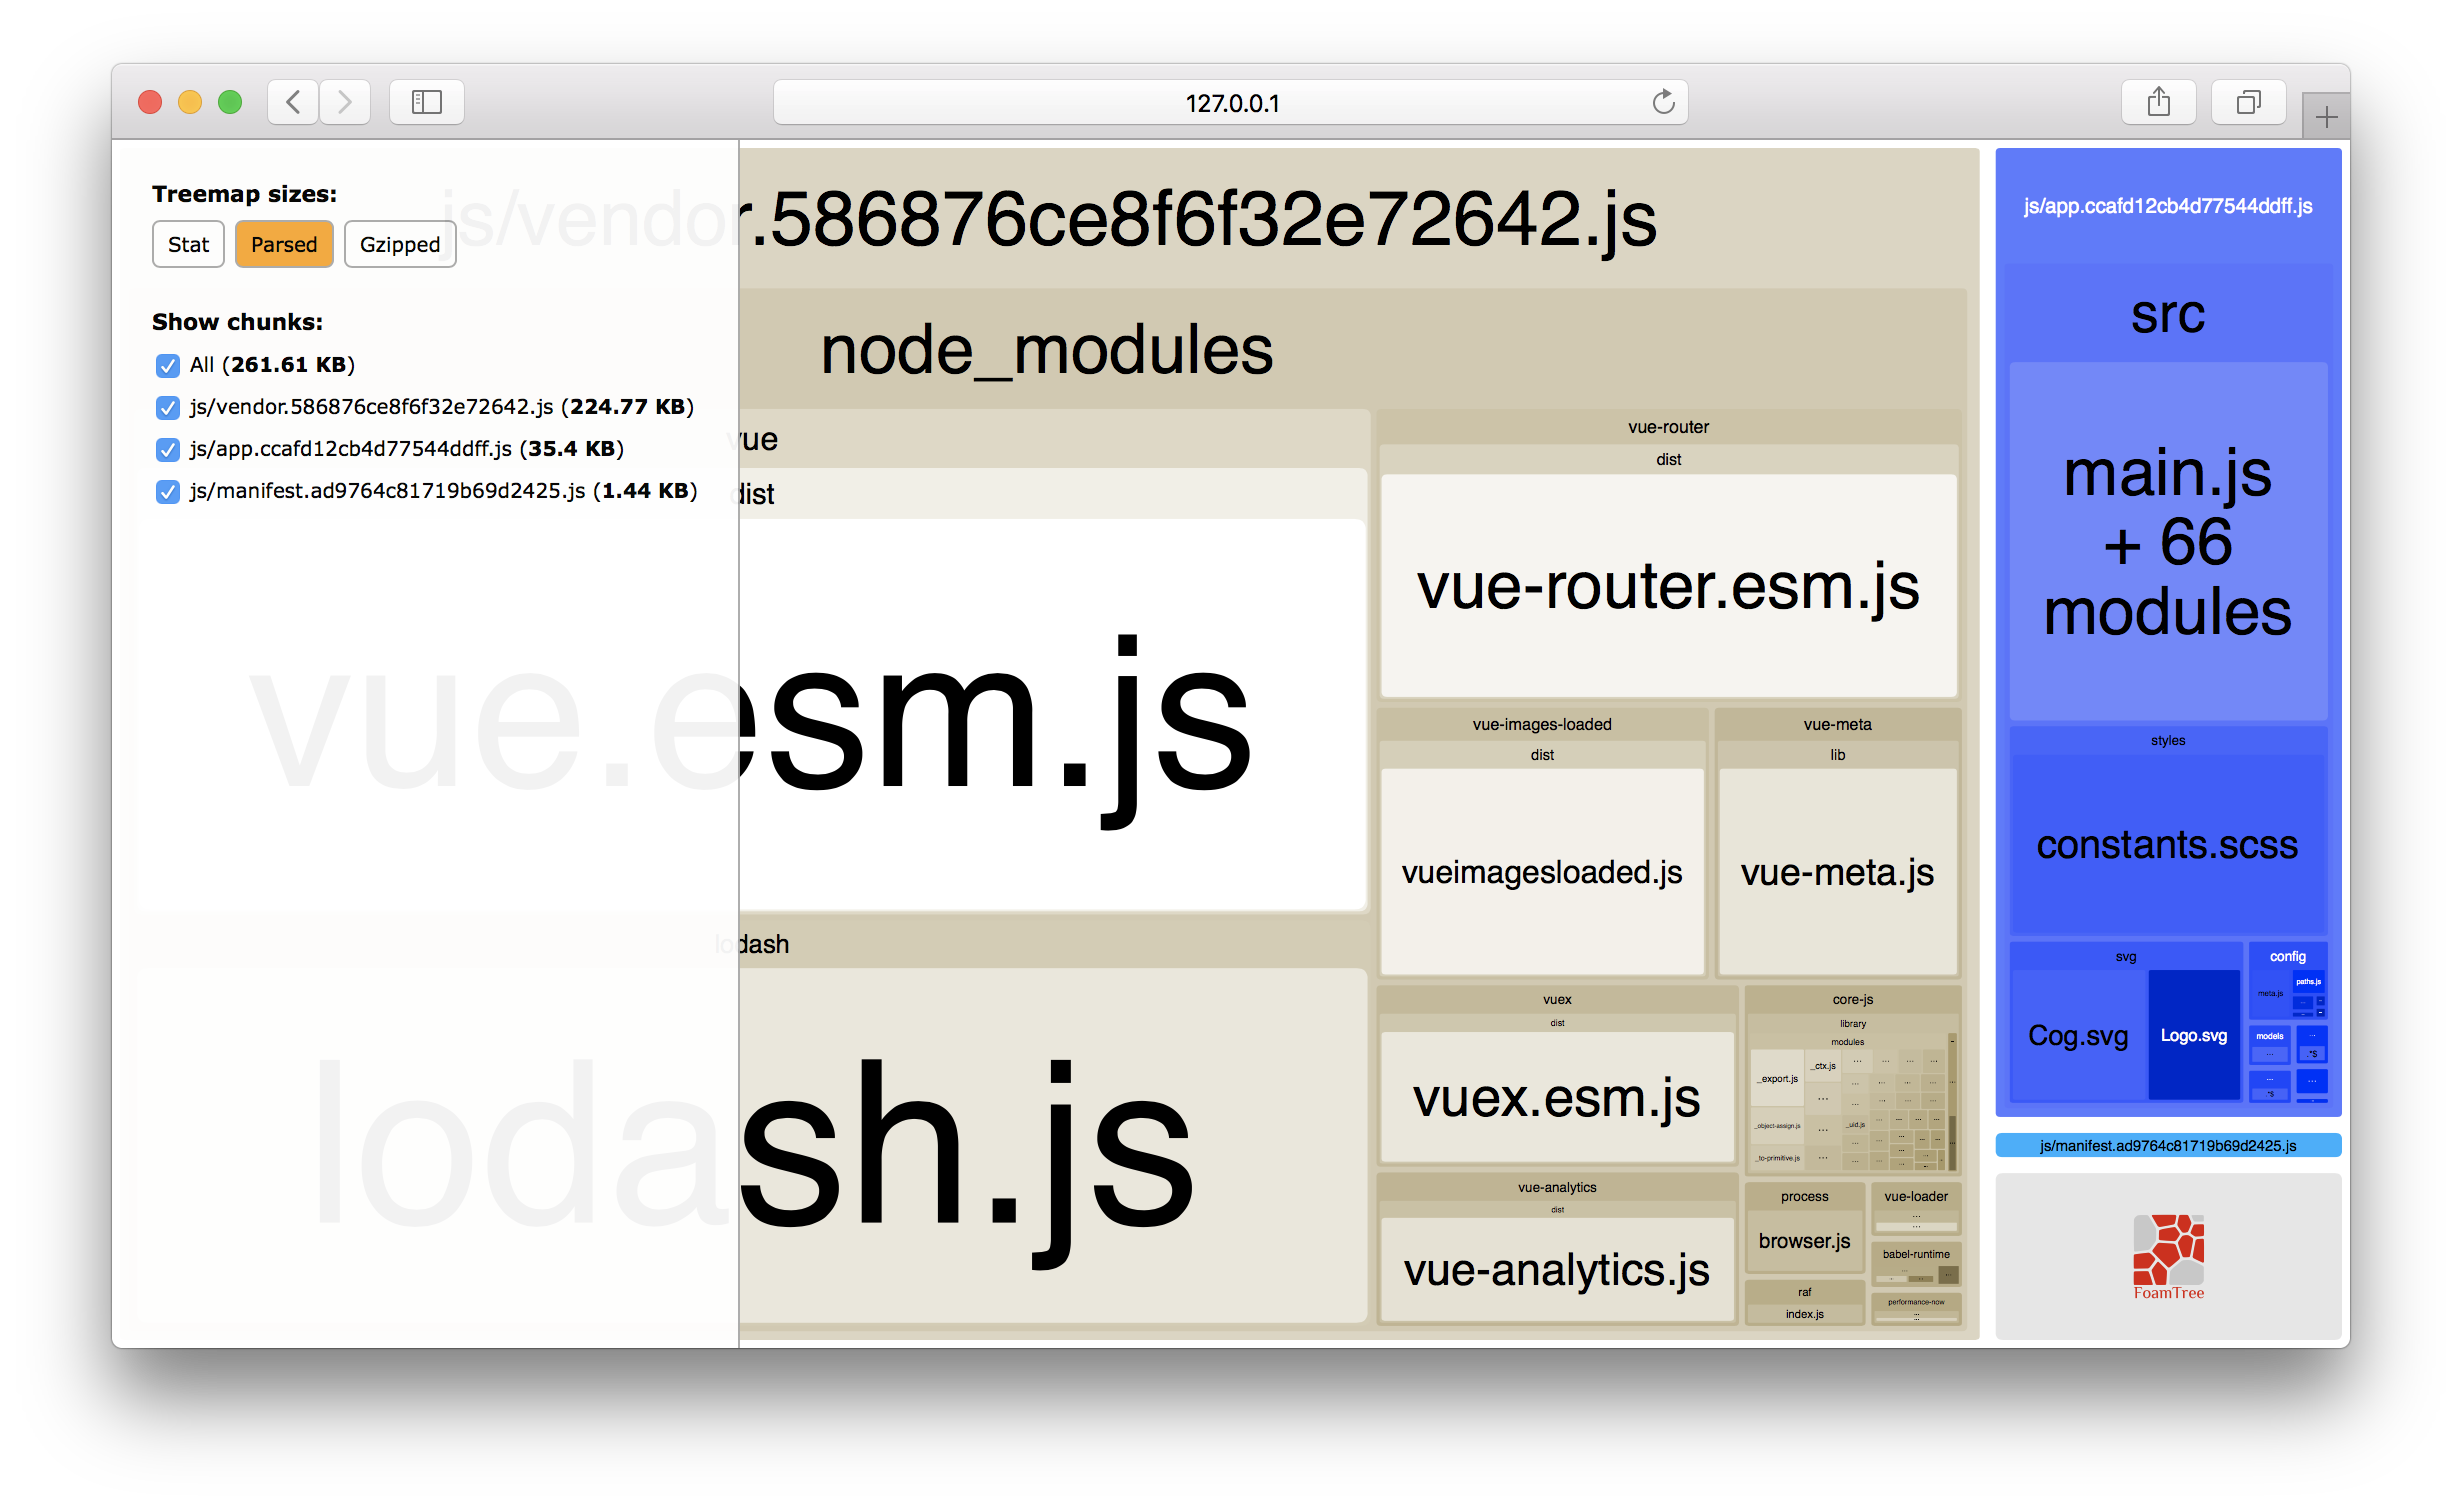 127.0.0.1
Treemap sizes:
Stat
Parsed
Gzipped
Show chunks:
All (261.61 KB)
js/vendor.586876ce8f6f32e72642.js (224.77 KB)
js/app.ccafd12cb4d77544ddff.js (35.4 KB)
js/manifest.ad9764c81719b69d2425.js (1.44 KB)
js/vendor.586876ce8f6f32e72642.js
node_modules
vue
dist
vue.esm.js
lodash
lodash.js
vue-router
dist
vue-router.esm.js
vue-images-loaded
dist
vueimagesloaded.js
vue-meta
lib
vue-meta.js
vuex
dist
vuex.esm.js
vue-analytics
dist
vue-analytics.js
core-js
library
modules
_export.js
_ctx.js
...
_object-assign.js
_uid.js
_to-primitive.js
process
browser.js
raf
index.js
vue-loader
...
babel-runtime
...
performance-now
...
js/app.ccafd12cb4d77544ddff.js
src
main.js
+ 66
modules
styles
constants.scss
svg
Cog.svg
Logo.svg
config
meta.js
paths.js
models
...
.*$
...
.*$
...
js/manifest.ad9764c81719b69d2425.js
FoamTree